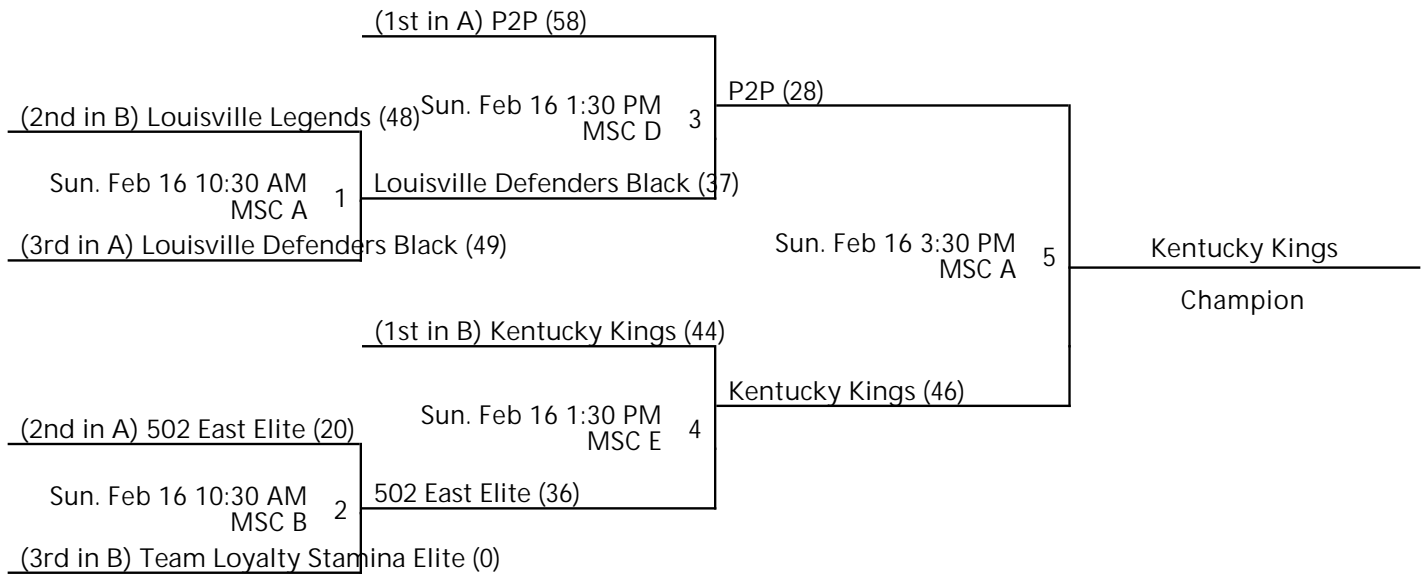 (1st in A) P2P (58)
(2nd in B) Louisville Legends (48)
Sun. Feb 16 1:30 PM
MSC D
3
P2P (28)
Sun. Feb 16 10:30 AM
MSC A
1
Louisville Defenders Black (37)
(3rd in A) Louisville Defenders Black (49)
Sun. Feb 16 3:30 PM
MSC A
5
Kentucky Kings
Champion
(1st in B) Kentucky Kings (44)
Kentucky Kings (46)
Sun. Feb 16 1:30 PM
MSC E
4
(2nd in A) 502 East Elite (20)
Sun. Feb 16 10:30 AM
MSC B
2
502 East Elite (36)
(3rd in B) Team Loyalty Stamina Elite (0)